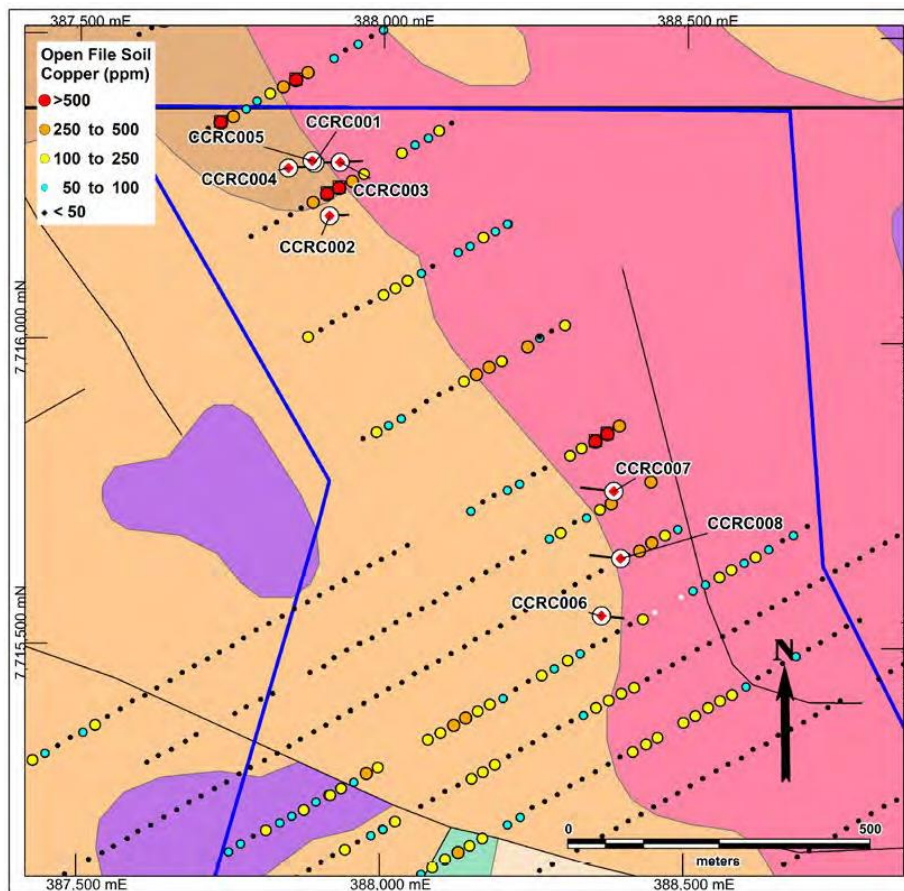 387,500 mE 388,000 mE 388,500 mE
Open File Soil
Copper (ppm)
>500
250 to 500
100 to 250
50 to 100
< 50
CCRC001
CCRC005
CCRC004
CCRC003
CCRC002
7,716,000 mN
CCRC007
CCRC008
CCRC006
7,715,500 mN
N
0 500
meters
387,500 mE 388,000 mE 388,500 mE